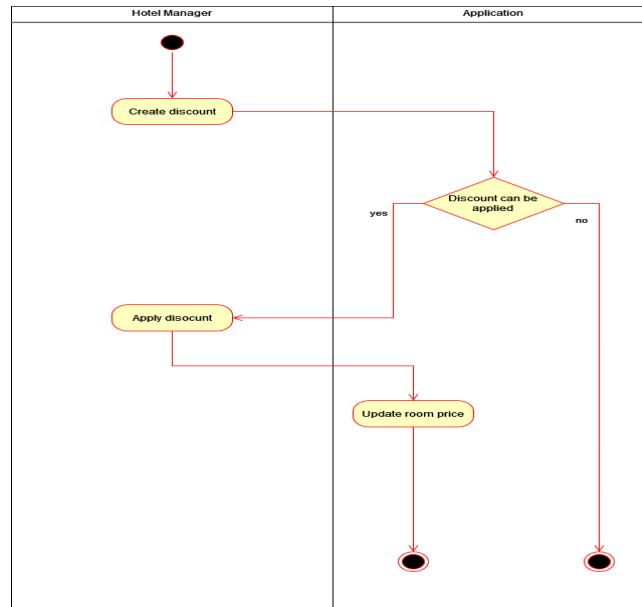 Hotel Manager
Application
Create discount
Discount can be
applied
yes
no
Apply disocunt
Update room price